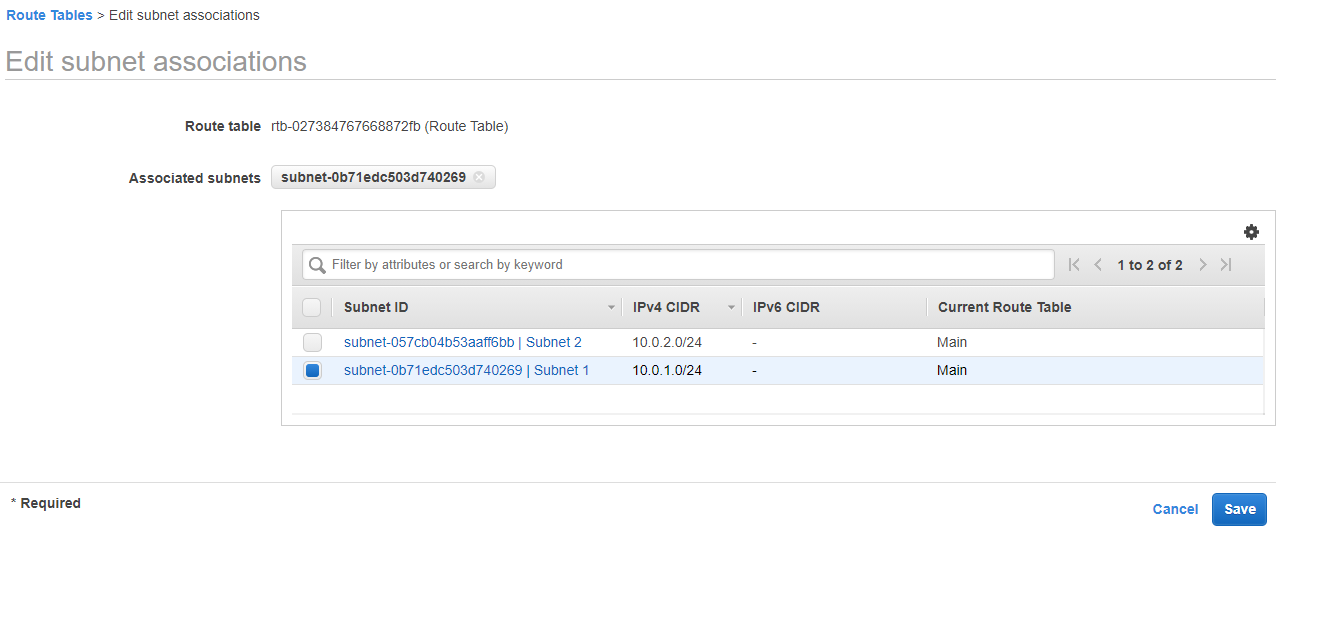 Route Tables > Edit subnet associations
Edit subnet associations
Route table rtb-027384767668872fb (Route Table)
Associated subnets subnet-0b71edc503d740269
Filter by attributes or search by keyword 1 to 2 of 2
Subnet ID IPv4 CIDR IPv6 CIDR Current Route Table
subnet-057cb04b53aaff6bb | Subnet 2 10.0.2.0/24 - Main
subnet-0b71edc503d740269 | Subnet 1 10.0.1.0/24 - Main
* Required
Cancel Save